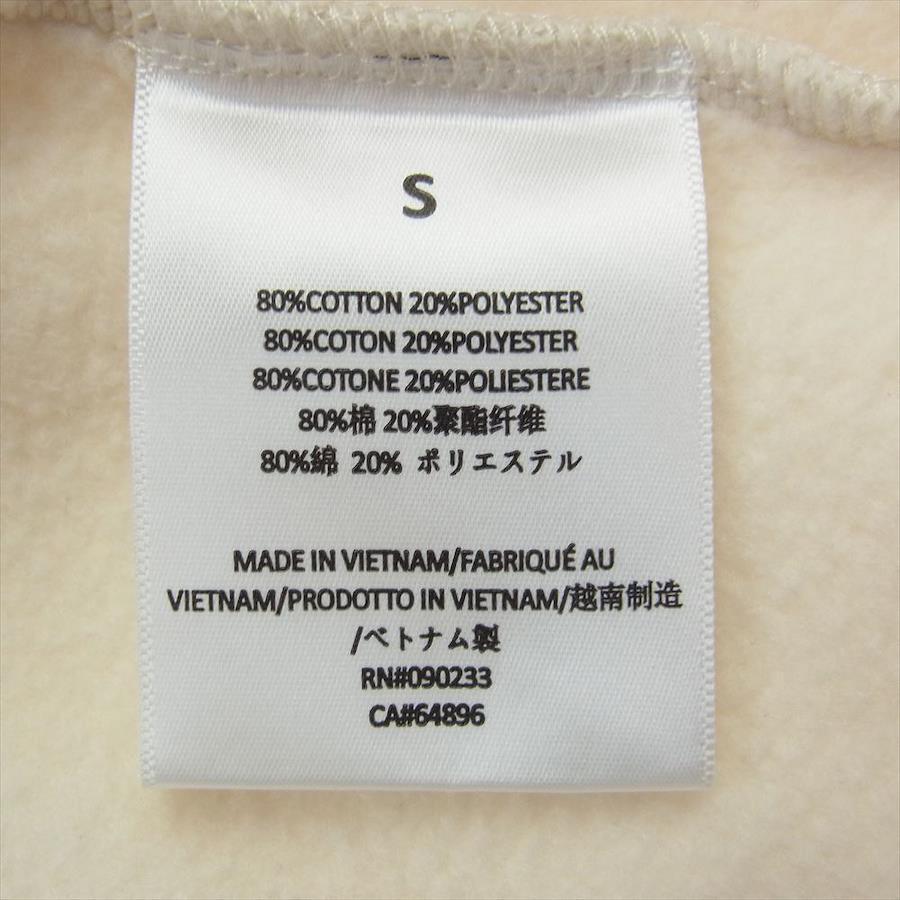 S
80%COTTON 20%POLYESTER
80%COTON 20%POLYESTER
80%COTONE 20%POLIESTERE
80%棉 20%聚酯纤维
80%綿 20% ポリエステル
MADE IN VIETNAM/FABRIQUÉ AU
VIETNAM/PRODOTTO IN VIETNAM/越南制造
/ベトナム製
RN#090233
CA#64896